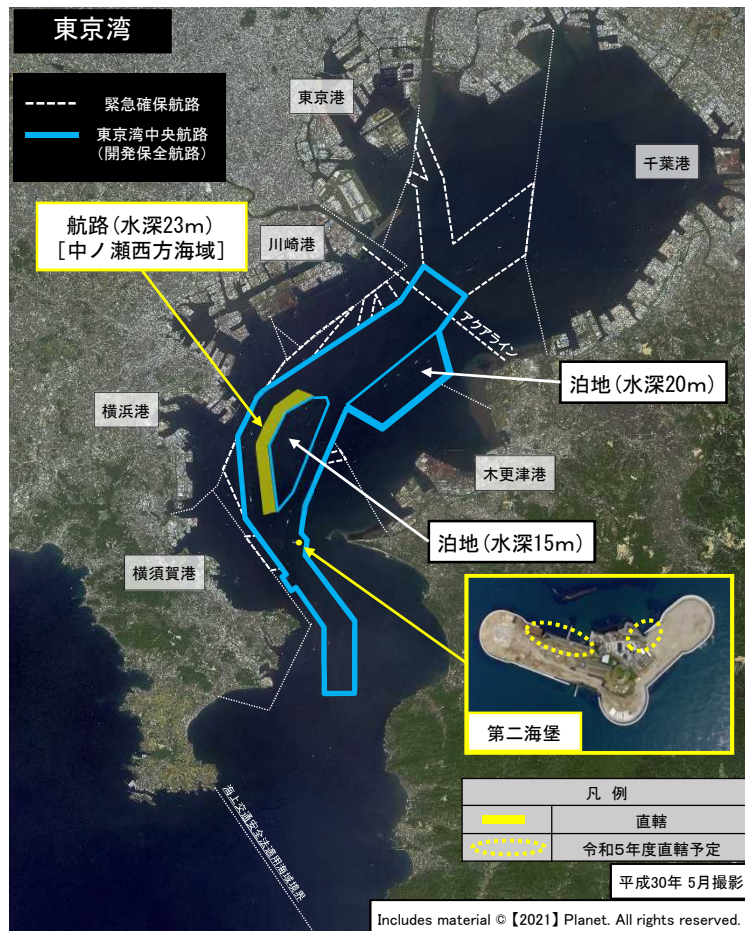 東京湾
緊急確保航路
東京湾中央航路
(開発保全航路)
東京港
千葉港
航路(水深23m)
[中ノ瀬西方海域]
川崎港
アクアライン
泊地(水深20m)
横浜港
木更津港
泊地(水深15m)
横須賀港
第二海堡
海上交通安全法適用海域境界
凡 例
直轄
令和5年度直轄予定
平成30年 5月撮影
Includes material © 【2021】 Planet. All rights reserved.